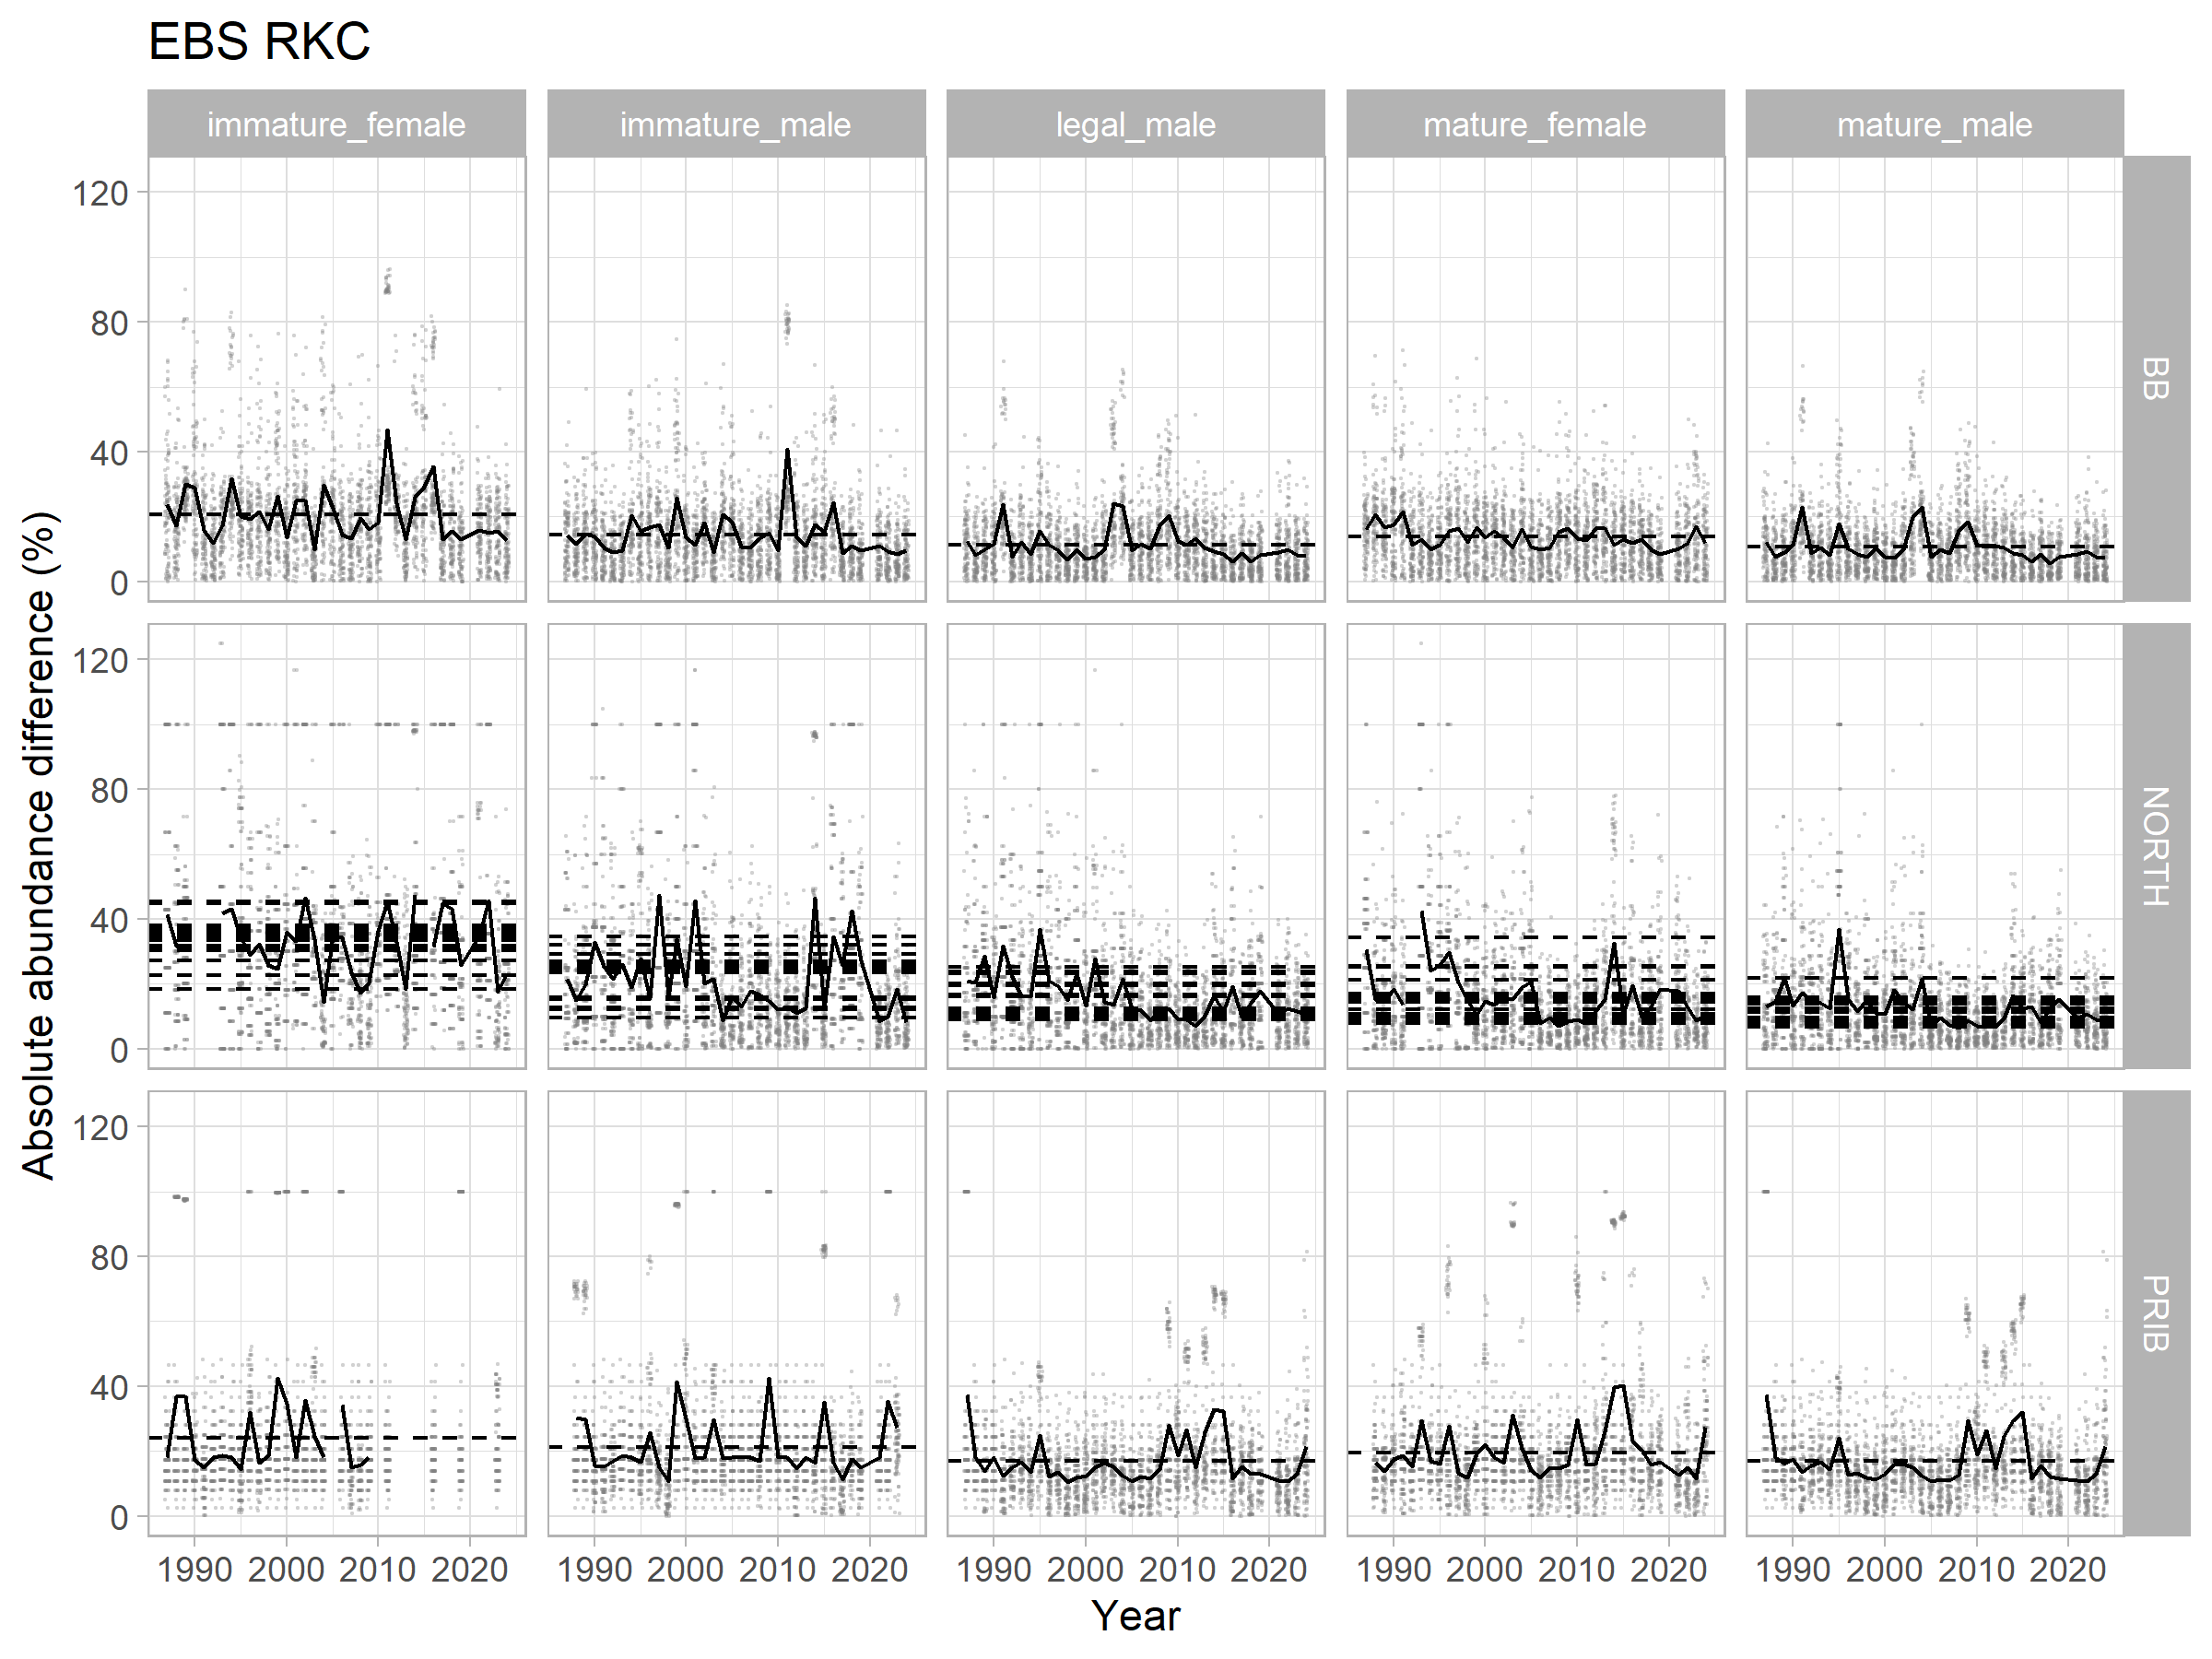 EBS RKC
immature_female immature_male legal_male mature_female mature_male
Absolute abundance difference (%)
120
80
40
0
BB
120
80
40
0
NORTH
120
80
40
0
PRIB
1990 2000 2010 2020 1990 2000 2010 2020 1990 2000 2010 2020 1990 2000 2010 2020 1990 2000 2010 2020
Year